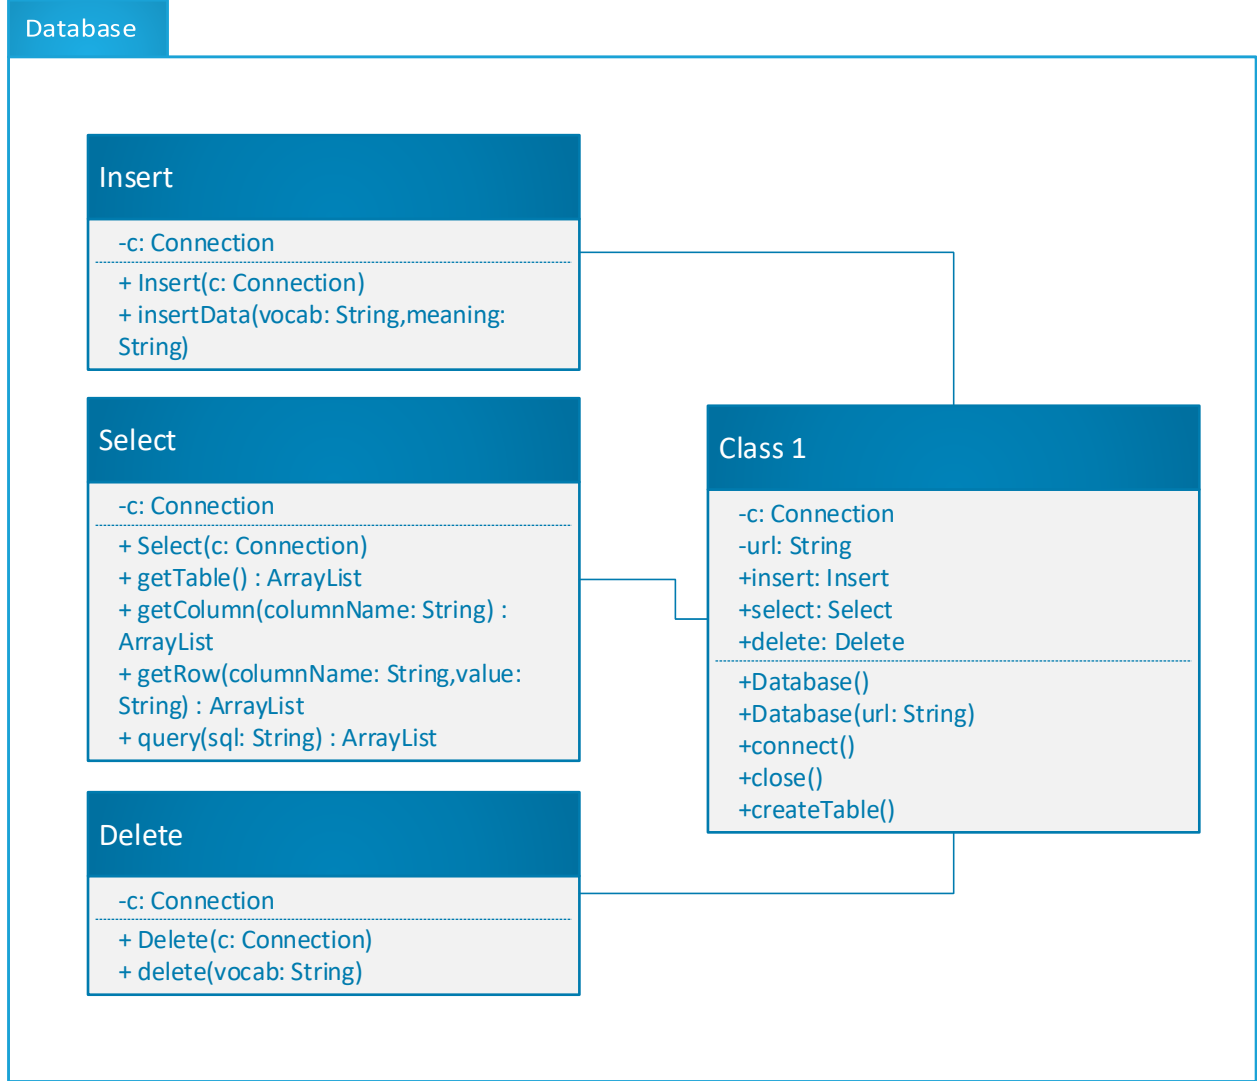 Database
Insert
-c: Connection
+ Insert(c: Connection)
+ insertData(vocab: String,meaning:
String)
Select
-c: Connection
+ Select(c: Connection)
+ getTable() : ArrayList
+ getColumn(columnName: String) :
ArrayList
+ getRow(columnName: String,value:
String) : ArrayList
+ query(sql: String) : ArrayList
Delete
-c: Connection
+ Delete(c: Connection)
+ delete(vocab: String)
Class 1
-c: Connection
-url: String
+insert: Insert
+select: Select
+delete: Delete
+Database()
+Database(url: String)
+connect()
+close()
+createTable()